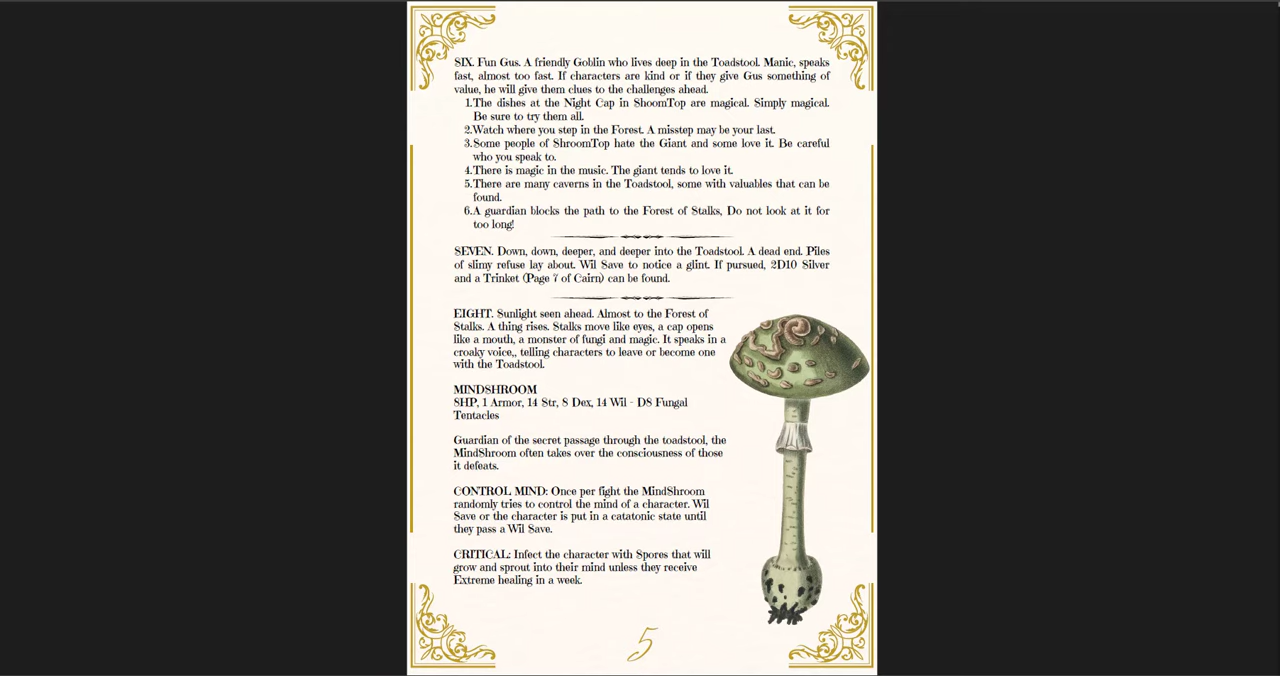 SIX. Fun Gus. A friendly Goblin who lives deep in the Toadstool. Manic, speaks
fast, almost too fast. If characters are kind or if they give Gus something of
value, he will give them clues to the challenges ahead.
1.The dishes at the Night Cap in ShoomTop are magical. Simply magical.
Be sure to try them all.
2.Watch where you step in the Forest. A misstep may be your last.
3.Some people of ShroomTop hate the Giant and some love it. Be careful
who you speak to.
4.There is magic in the music. The giant tends to love it.
5.There are many caverns in the Toadstool, some with valuables that can be
found.
6.A guardian blocks the path to the Forest of Stalks, Do not look at it for
too long!
SEVEN. Down, down, deeper, and deeper into the Toadstool. A dead end. Piles
of slimy refuse lay about. Wil Save to notice a glint. If pursued, 2D10 Silver
and a Trinket (Page 7 of Cairn) can be found.
EIGHT. Sunlight seen ahead. Almost to the Forest of
Stalks. A thing rises. Stalks move like eyes, a cap opens
like a mouth, a monster of fungi and magic. It speaks in a
croaky voice,, telling characters to leave or become one
with the Toadstool.
MINDSHROOM
8HP, 1 Armor, 14 Str, 8 Dex, 14 Wil - D8 Fungal
Tentacles
Guardian of the secret passage through the toadstool, the
MindShroom often takes over the consciousness of those
it defeats.
CONTROL MIND: Once per fight the MindShroom
randomly tries to control the mind of a character. Wil
Save or the character is put in a catatonic state until
they pass a Wil Save.
CRITICAL: Infect the character with Spores that will
grow and sprout into their mind unless they receive
Extreme healing in a week.
5